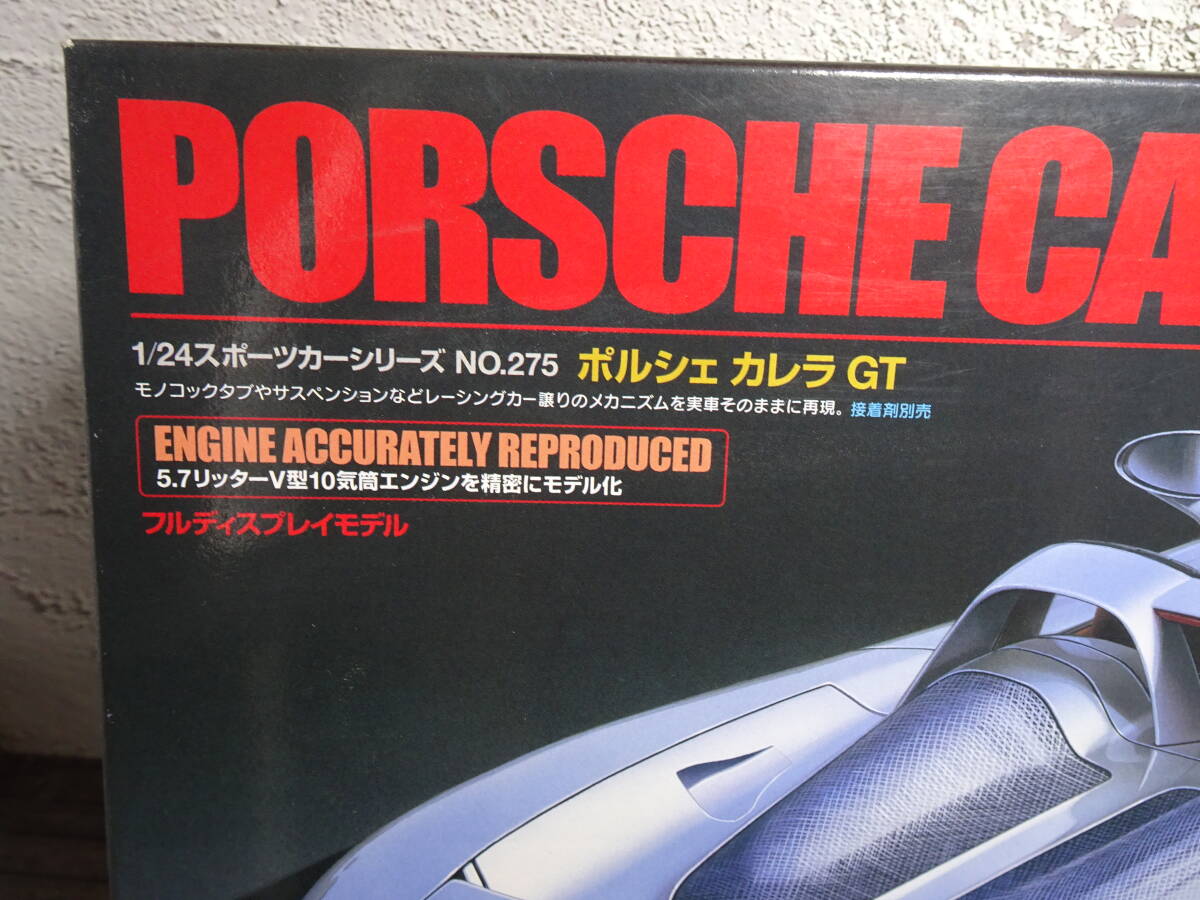 PORSCHE CA
1/24スポーツカーシリーズ NO.275 ポルシェ カレラ GT
モノコックタブやサスペンションなどレーシングカー譲りのメカニズムを実車そのままに再現。接着剤別売
ENGINE ACCURATELY REPRODUCED
5.7リッターV型10気筒エンジンを精密にモデル化
フルディスプレイモデル